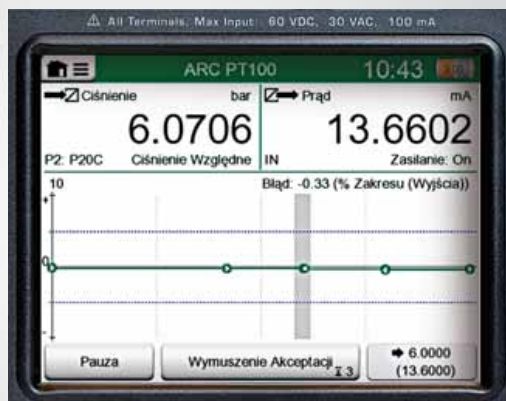 ⚠ All Terminals, Max Input: 60 VDC, 30 VAC, 100 mA
ARC PT100 10:43
Ciśnienie bar
6.0706
P2: P20C Ciśnienie Względne
Prąd mA
13.6602
IN Zasilanie: On
10 Błąd: -0.33 (% Zakresu (Wyjścia))
+
0
-
Pauza
Wymuszenie Akceptacji 3
➡ 6.0000
(13.6000)